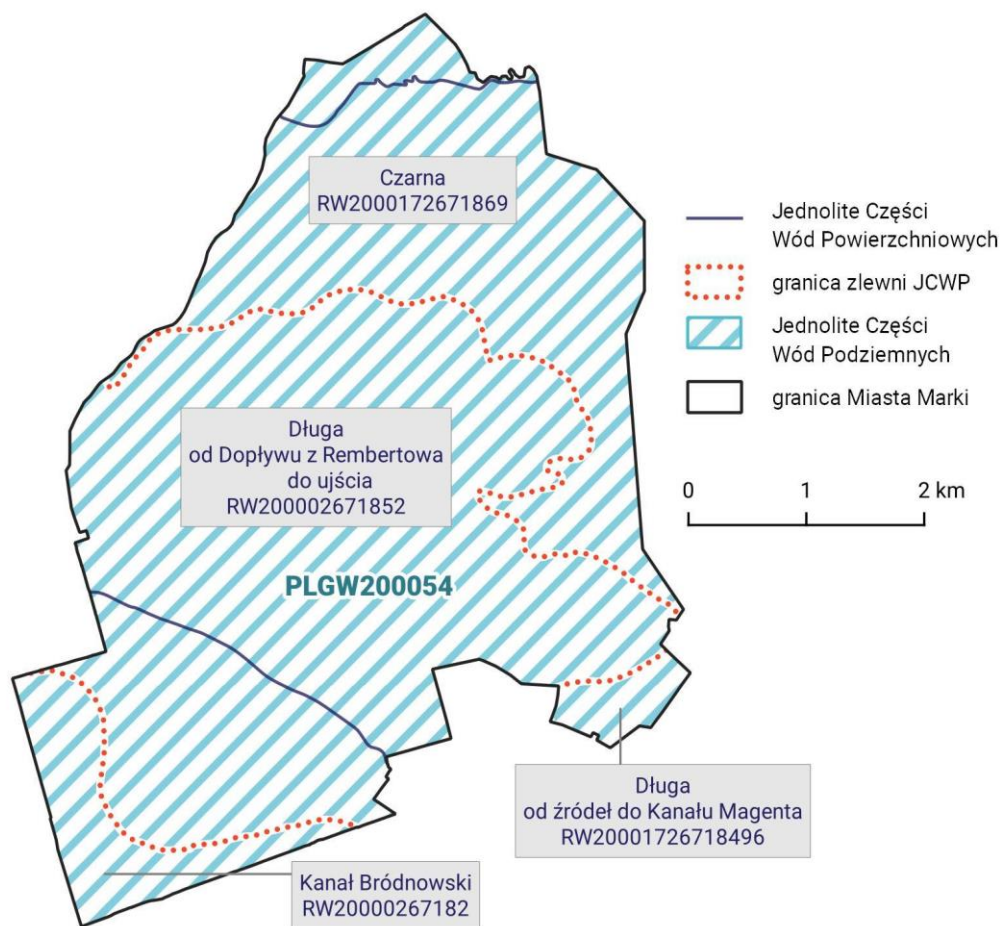 Czarna
RW2000172671869
Jednolite Części
Wód Powierzchniowych
granica zlewni JCWP
Jednolite Części
Wód Podziemnych
granica Miasta Marki
Długa
od Dopływu z Rembertowa
do ujścia
RW200002671852
0 1 2 km
PLGW200054
Długa
od źródeł do Kanału Magenta
RW20001726718496
Kanał Bródnowski
RW20000267182